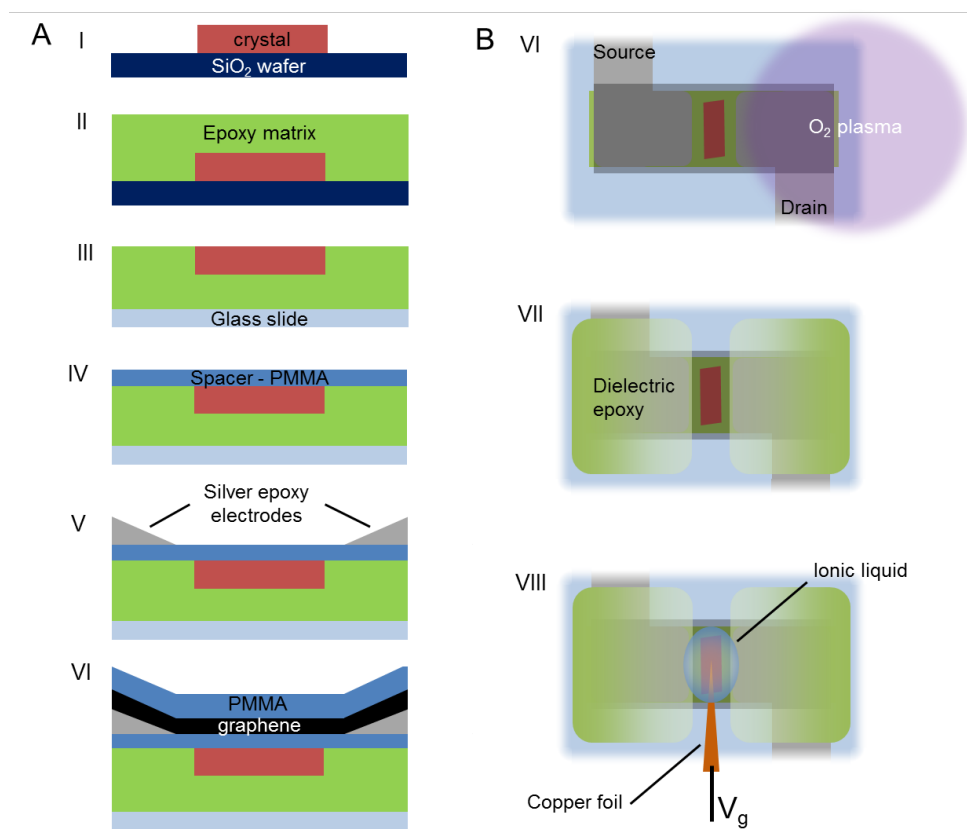 A
I
crystal
SiO₂ wafer
II
Epoxy matrix
III
Glass slide
IV
Spacer - PMMA
V
Silver epoxy
electrodes
VI
PMMA
graphene
B
VI
Source
O₂ plasma
Drain
VII
Dielectric
epoxy
VIII
Ionic liquid
Copper foil
Vg